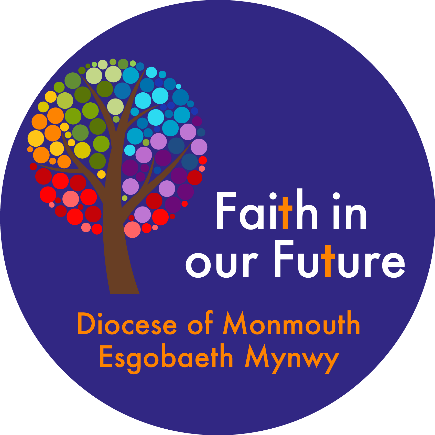 Faith in
our Future
Diocese of Monmouth
Esgobaeth Mynwy